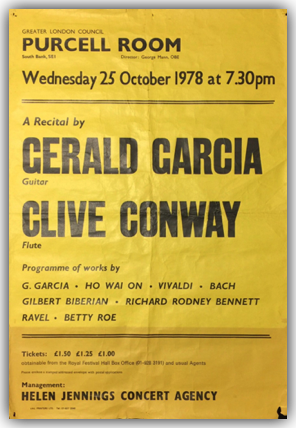 GREATER LONDON COUNCIL
PURCELL ROOM
South Bank, SE1 Director: George Mann, OBE
Wednesday 25 October 1978 at 7.30pm
A Recital by
GERALD GARCIA
Guitar
CLIVE CONWAY
Flute
Programme of works by
G. GARCIA • HO WAI ON • VIVALDI • BACH
GILBERT BIBERIAN • RICHARD RODNEY BENNETT
RAVEL • BETTY ROE
Tickets: £1.50 £1.25 £1.00
obtainable from the Royal Festival Hall Box Office (01-928 3191) and usual Agents
Management:
HELEN JENNINGS CONCERT AGENCY